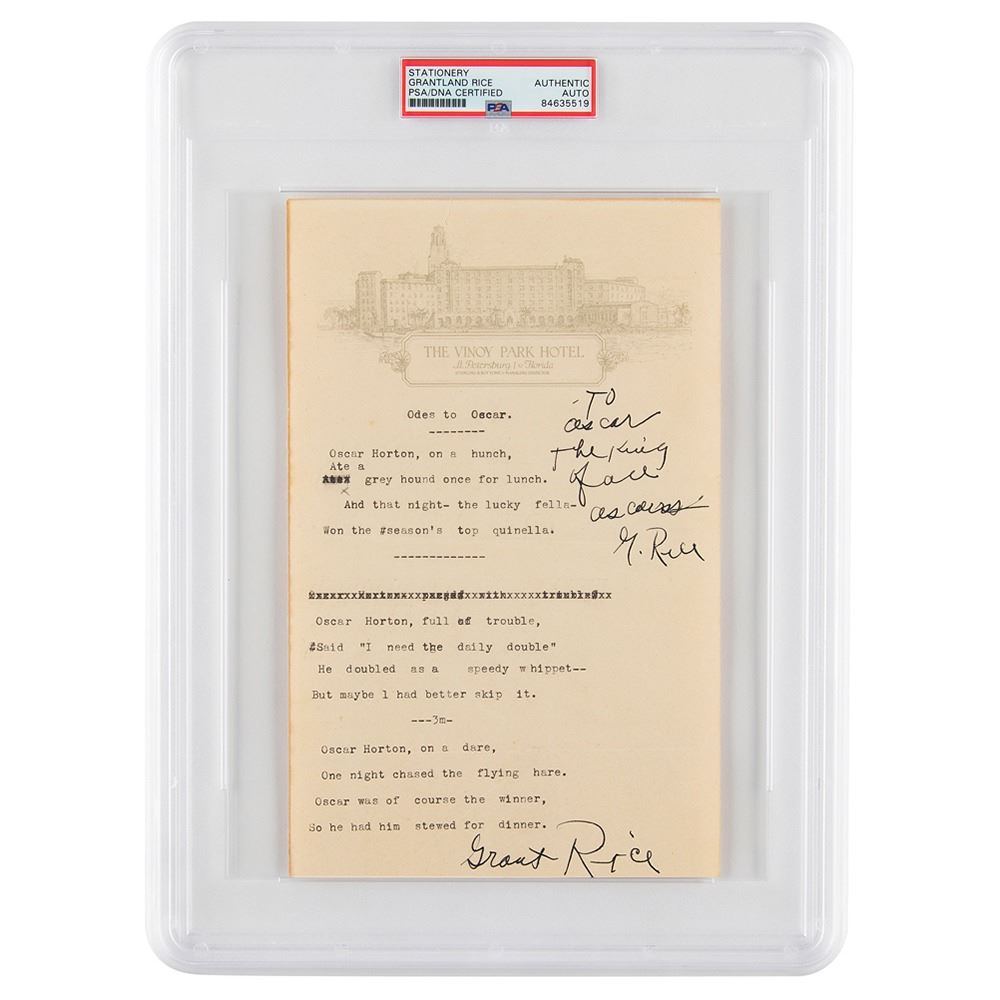 STATIONERY
GRANTLAND RICE
PSA/DNA CERTIFIED
AUTHENTIC
AUTO
84635519
PSA
THE VINOY PARK HOTEL
St. Petersburg Florida
MANAGING DIRECTOR
Odes to Oscar.
--------
To
Oscar
The King
of all
G. Rice
Oscar Horton, on a hunch,
Ate a
grey hound once for lunch.
And that night- the lucky fella-
Won the #season's top quinella.
-------------
Oscar Horton, full of trouble,
#Said "I need the daily double"
He doubled as a speedy whippet--
But maybe I had better skip it.
---3m-
Oscar Horton, on a dare,
One night chased the flying hare.
Oscar was of course the winner,
So he had him stewed for dinner.
Grant Rice